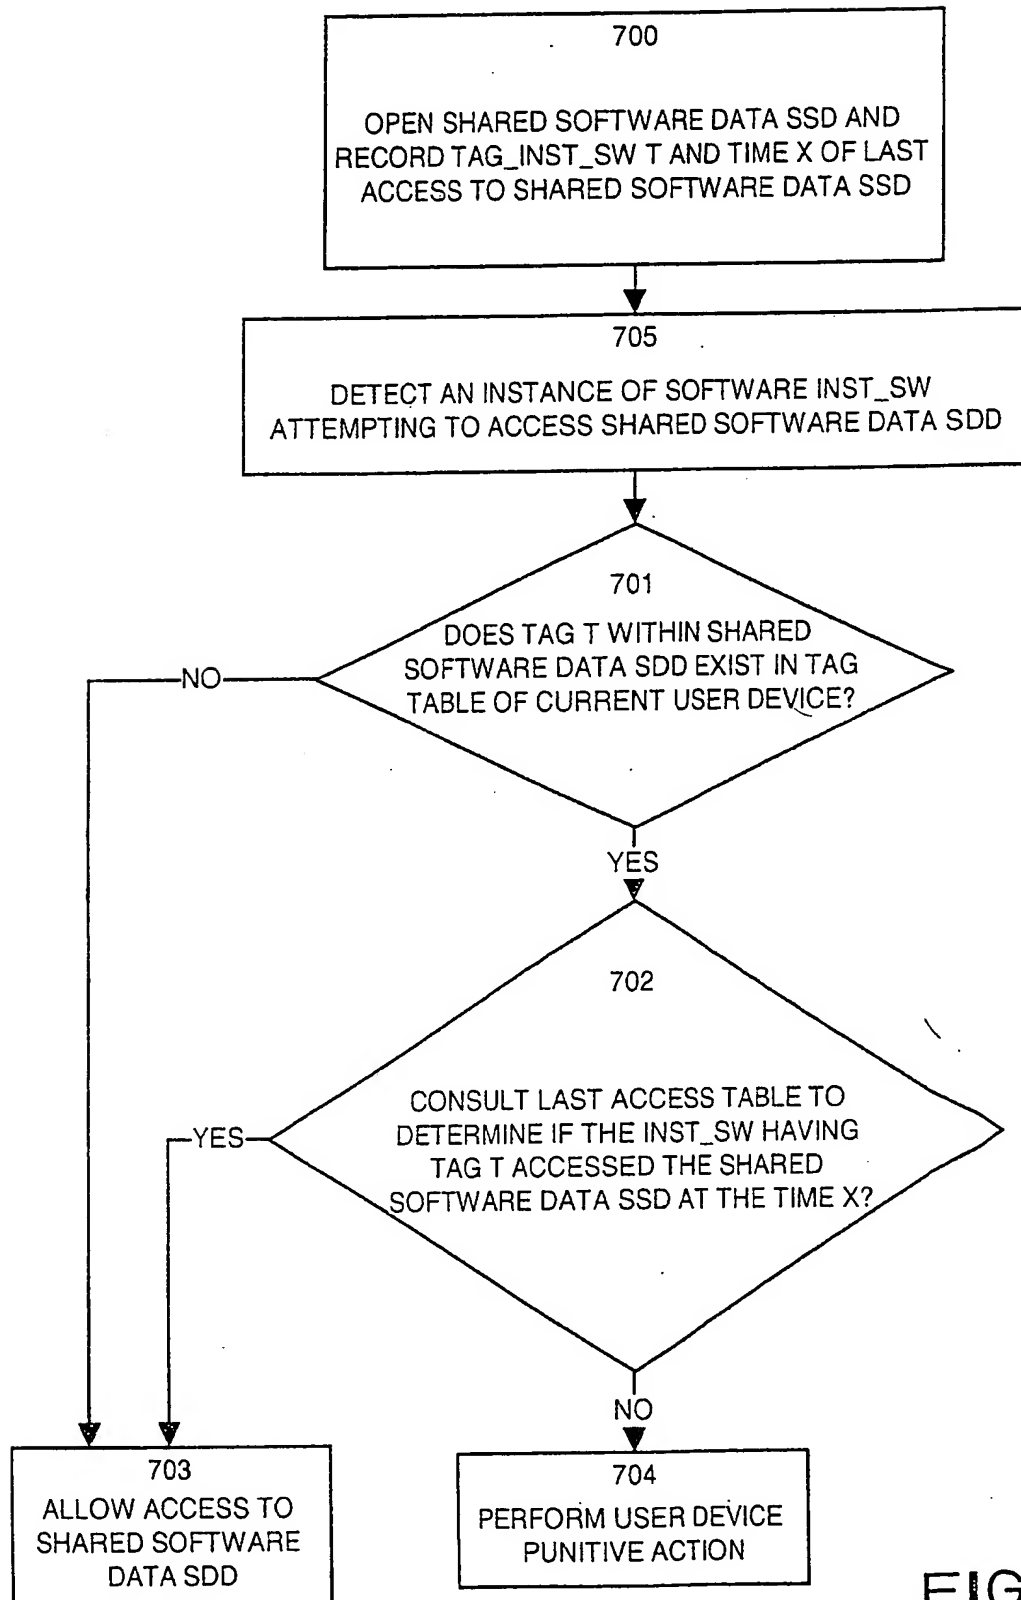 700
OPEN SHARED SOFTWARE DATA SSD AND
RECORD TAG_INST_SW T AND TIME X OF LAST
ACCESS TO SHARED SOFTWARE DATA SSD
705
DETECT AN INSTANCE OF SOFTWARE INST_SW
ATTEMPTING TO ACCESS SHARED SOFTWARE DATA SDD
701
DOES TAG T WITHIN SHARED
SOFTWARE DATA SDD EXIST IN TAG
TABLE OF CURRENT USER DEVICE?
NO
YES
702
CONSULT LAST ACCESS TABLE TO
DETERMINE IF THE INST_SW HAVING
TAG T ACCESSED THE SHARED
SOFTWARE DATA SSD AT THE TIME X?
YES
NO
703
ALLOW ACCESS TO
SHARED SOFTWARE
DATA SDD
704
PERFORM USER DEVICE
PUNITIVE ACTION
FIG